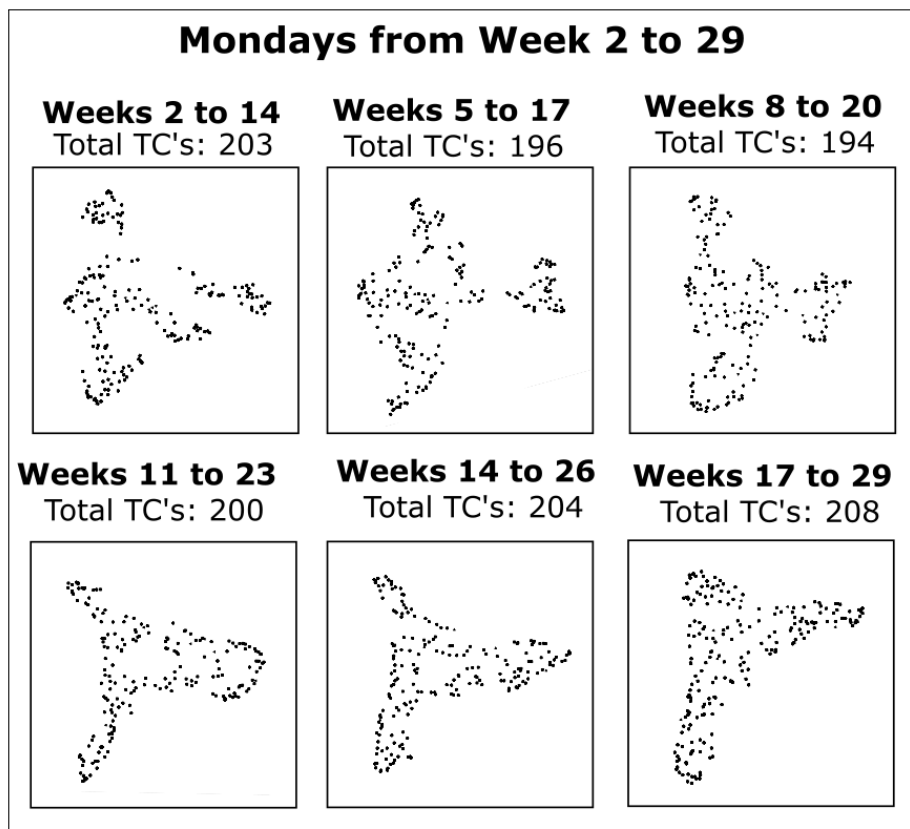 Mondays from Week 2 to 29
Weeks 2 to 14
Total TC's: 203
Weeks 5 to 17
Total TC's: 196
Weeks 8 to 20
Total TC's: 194
Weeks 11 to 23
Total TC's: 200
Weeks 14 to 26
Total TC's: 204
Weeks 17 to 29
Total TC's: 208